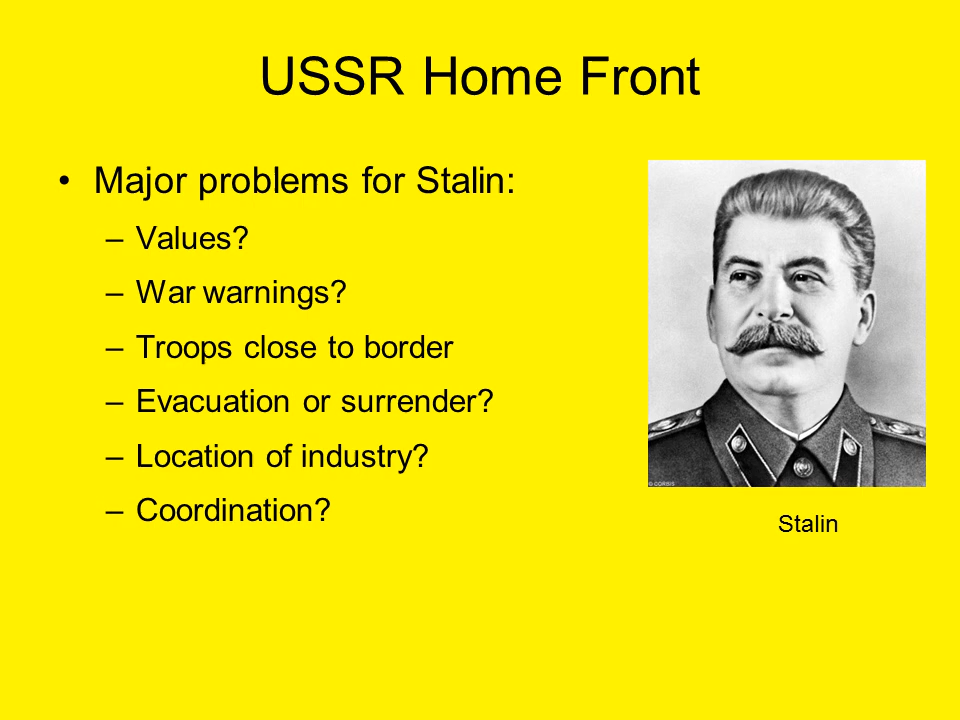 USSR Home Front
• Major problems for Stalin:
– Values?
– War warnings?
– Troops close to border
– Evacuation or surrender?
– Location of industry?
– Coordination?
© CORBIS
Stalin